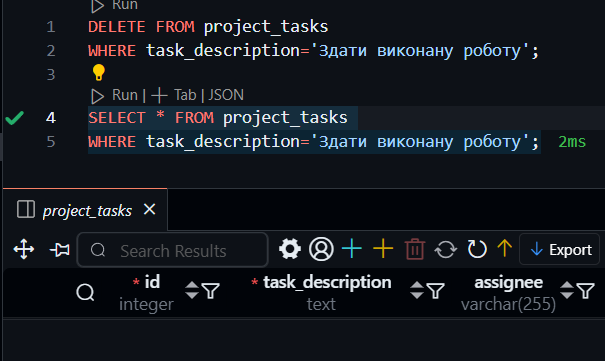 Run
1 DELETE FROM project_tasks
2 WHERE task_description='Здати виконану роботу';
3
Run | + Tab | JSON
4 SELECT * FROM project_tasks
5 WHERE task_description='Здати виконану роботу'; 2ms
project_tasks
Search Results
Export
* id * task_description assignee
integer text varchar(255)